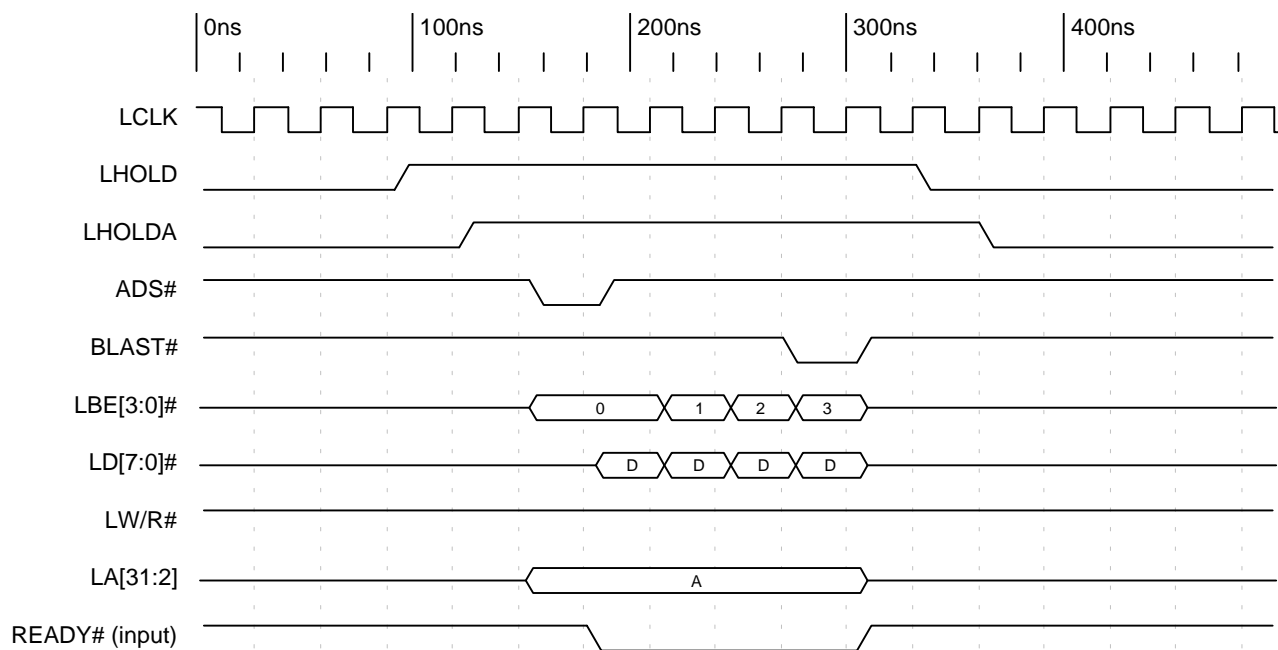 0ns 100ns 200ns 300ns 400ns
LCLK
LHOLD
LHOLDA
ADS#
BLAST#
LBE[3:0]# 0 1 2 3
LD[7:0]# D D D D
LW/R#
LA[31:2] A
READY# (input)